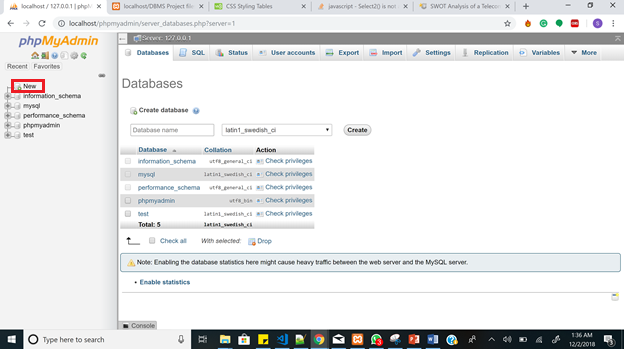 localhost / 127.0.0.1 | phpM
localhost/DBMS Project Rid
CSS Styling Tables
javascript - Select2() is not
SWOT Analysis of a Teleco
localhost/phpmyadmin/server_databases.php?server=1
phpMyAdmin
Recent Favorites
New
information_schema
mysql
performance_schema
phpmyadmin
test
Server: 127.0.0.1
Databases SQL Status User accounts Export Import Settings Replication Variables More
Databases
Create database
Database name latin1_swedish_ci Create
Database Collation Action
information_schema utf8_general_ci Check privileges
mysql latin1_swedish_ci Check privileges
performance_schema utf8_general_ci Check privileges
phpmyadmin utf8_bin Check privileges
test latin1_swedish_ci Check privileges
Total: 5 latin1_swedish_ci
Check all With selected: Drop
Note: Enabling the database statistics here might cause heavy traffic between the web server and the MySQL server.
Enable statistics
Console
Type here to search
1:36 AM
12/2/2018